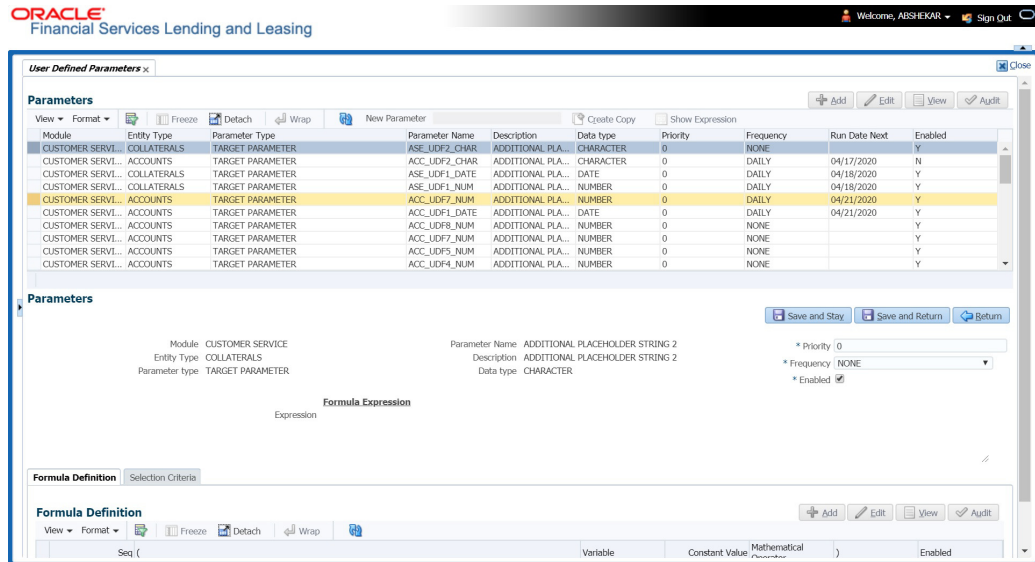 ORACLE
Financial Services Lending and Leasing
Welcome, ABSHEKAR Sign Out
User Defined Parameters × Close
Parameters
Add Edit View Audit
View Format Freeze Detach Wrap New Parameter Create Copy Show Expression
Module Entity Type Parameter Type Parameter Name Description Data type Priority Frequency Run Date Next Enabled
CUSTOMER SERVI... COLLATERALS TARGET PARAMETER ASE_UDF2_CHAR ADDITIONAL PLA... CHARACTER 0 NONE Y
CUSTOMER SERVI... ACCOUNTS TARGET PARAMETER ACC_UDF2_CHAR ADDITIONAL PLA... CHARACTER 0 DAILY 04/17/2020 N
CUSTOMER SERVI... COLLATERALS TARGET PARAMETER ASE_UDF1_DATE ADDITIONAL PLA... DATE 0 DAILY 04/18/2020 Y
CUSTOMER SERVI... COLLATERALS TARGET PARAMETER ASE_UDF1_NUM ADDITIONAL PLA... NUMBER 0 DAILY 04/18/2020 Y
CUSTOMER SERVI... ACCOUNTS TARGET PARAMETER ACC_UDF7_NUM ADDITIONAL PLA... NUMBER 0 DAILY 04/21/2020 Y
CUSTOMER SERVI... ACCOUNTS TARGET PARAMETER ACC_UDF1_DATE ADDITIONAL PLA... DATE 0 DAILY 04/21/2020 Y
CUSTOMER SERVI... ACCOUNTS TARGET PARAMETER ACC_UDF8_NUM ADDITIONAL PLA... NUMBER 0 NONE Y
CUSTOMER SERVI... ACCOUNTS TARGET PARAMETER ACC_UDF7_NUM ADDITIONAL PLA... NUMBER 0 NONE Y
CUSTOMER SERVI... ACCOUNTS TARGET PARAMETER ACC_UDF5_NUM ADDITIONAL PLA... NUMBER 0 NONE Y
CUSTOMER SERVI... ACCOUNTS TARGET PARAMETER ACC_UDF4_NUM ADDITIONAL PLA... NUMBER 0 NONE Y
Parameters
Save and Stay Save and Return Return
Module CUSTOMER SERVICE Parameter Name ADDITIONAL PLACEHOLDER STRING 2 * Priority 0
Entity Type COLLATERALS Description ADDITIONAL PLACEHOLDER STRING 2 * Frequency NONE
Parameter type TARGET PARAMETER Data type CHARACTER * Enabled
Formula Expression
Expression
Formula Definition Selection Criteria
Formula Definition
Add Edit View Audit
View Format Freeze Detach Wrap
Seq ( Variable Constant Value Mathematical Operator ) Enabled